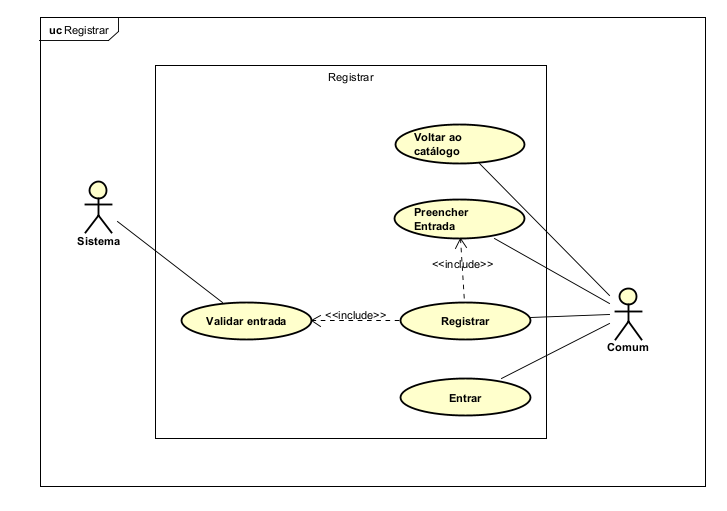 uc Registrar
Registrar
Voltar ao
catálogo
Preencher
Entrada
<<include>>
Sistema
Validar entrada
<<include>>
Registrar
Comum
Entrar